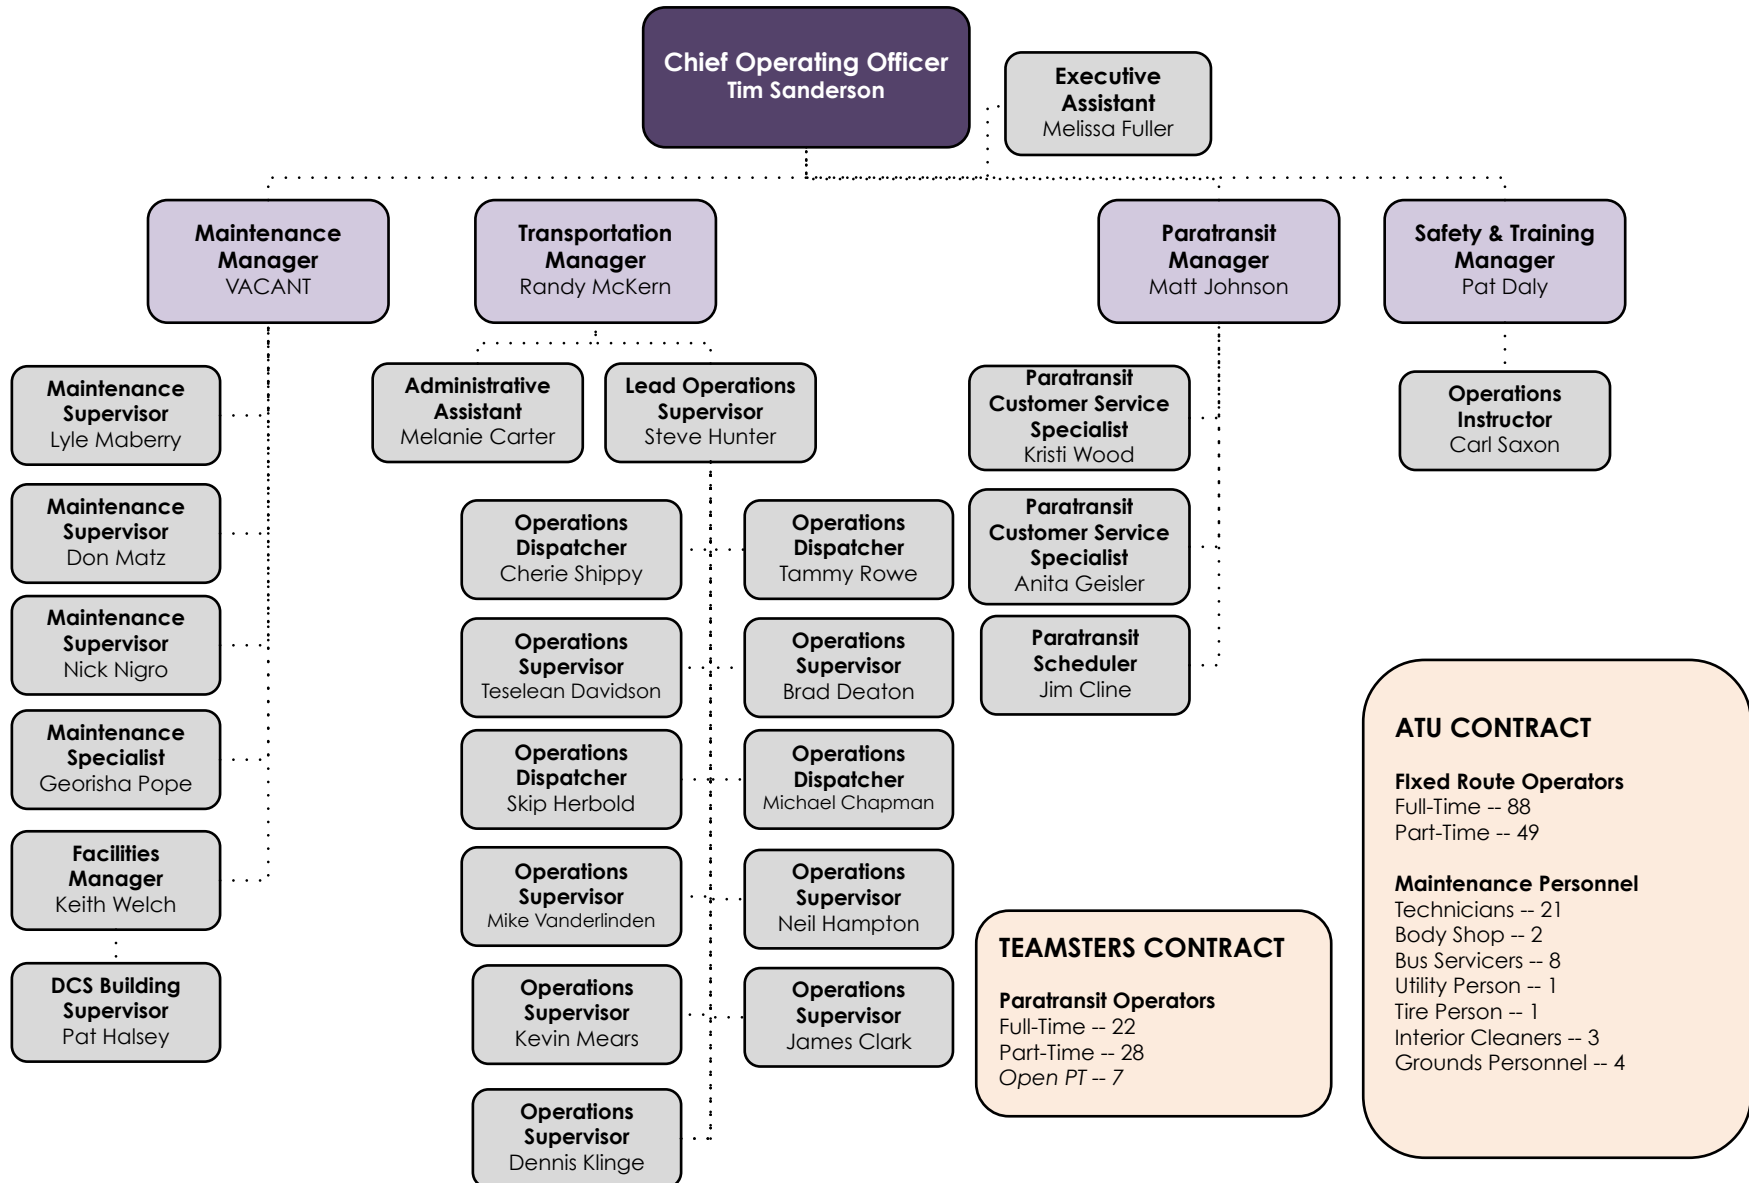 Chief Operating Officer
Tim Sanderson
Executive
Assistant
Melissa Fuller
Maintenance
Manager
VACANT
Transportation
Manager
Randy McKern
Paratransit
Manager
Matt Johnson
Safety & Training
Manager
Pat Daly
Maintenance
Supervisor
Lyle Maberry
Maintenance
Supervisor
Don Matz
Maintenance
Supervisor
Nick Nigro
Maintenance
Specialist
Georisha Pope
Facilities
Manager
Keith Welch
DCS Building
Supervisor
Pat Halsey
Administrative
Assistant
Melanie Carter
Lead Operations
Supervisor
Steve Hunter
Operations
Dispatcher
Cherie Shippy
Operations
Dispatcher
Tammy Rowe
Operations
Supervisor
Teselean Davidson
Operations
Supervisor
Brad Deaton
Operations
Dispatcher
Skip Herbold
Operations
Dispatcher
Michael Chapman
Operations
Supervisor
Mike Vanderlinden
Operations
Supervisor
Neil Hampton
Operations
Supervisor
Kevin Mears
Operations
Supervisor
James Clark
Operations
Supervisor
Dennis Klinge
Paratransit
Customer Service
Specialist
Kristi Wood
Paratransit
Customer Service
Specialist
Anita Geisler
Paratransit
Scheduler
Jim Cline
Operations
Instructor
Carl Saxon
TEAMSTERS CONTRACT
Paratransit Operators
Full-Time -- 22
Part-Time -- 28
Open PT -- 7
ATU CONTRACT
FIxed Route Operators
Full-Time -- 88
Part-Time -- 49
Maintenance Personnel
Technicians -- 21
Body Shop -- 2
Bus Servicers -- 8
Utility Person -- 1
Tire Person -- 1
Interior Cleaners -- 3
Grounds Personnel -- 4